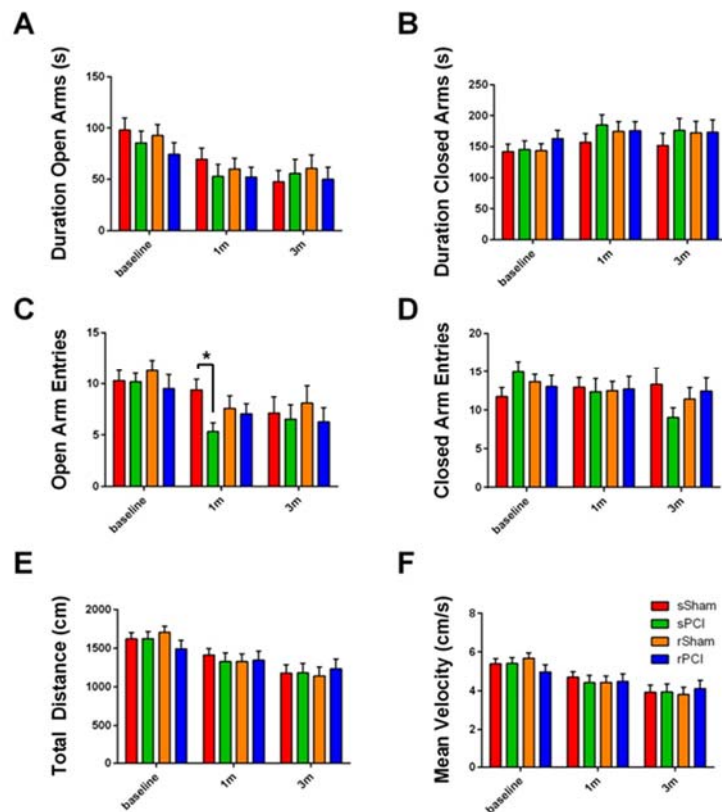 A
Duration Open Arms (s)
150
100
50
0
baseline
1m
3m
B
Duration Closed Arms (s)
250
200
150
100
50
0
baseline
1m
3m
C
Open Arm Entries
15
10
5
0
*
baseline
1m
3m
D
Closed Arm Entries
20
15
10
5
0
baseline
1m
3m
E
Total Distance (cm)
2000
1500
1000
500
0
baseline
1m
3m
F
Mean Velocity (cm/s)
8
6
4
2
0
sSham
sPCI
rSham
rPCI
baseline
1m
3m